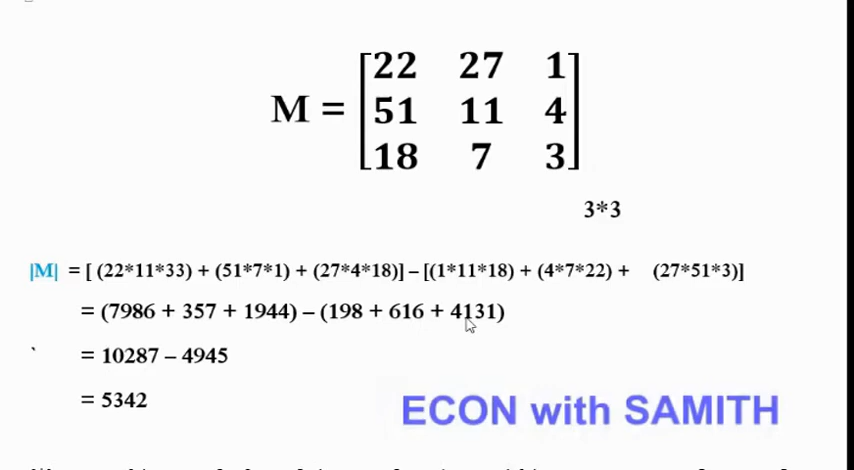 22 27 1
M = 51 11 4
18 7 3
3*3
|M| = [ (22*11*33) + (51*7*1) + (27*4*18)] – [(1*11*18) + (4*7*22) + (27*51*3)]
= (7986 + 357 + 1944) – (198 + 616 + 4131)
= 10287 – 4945
= 5342
ECON with SAMITH